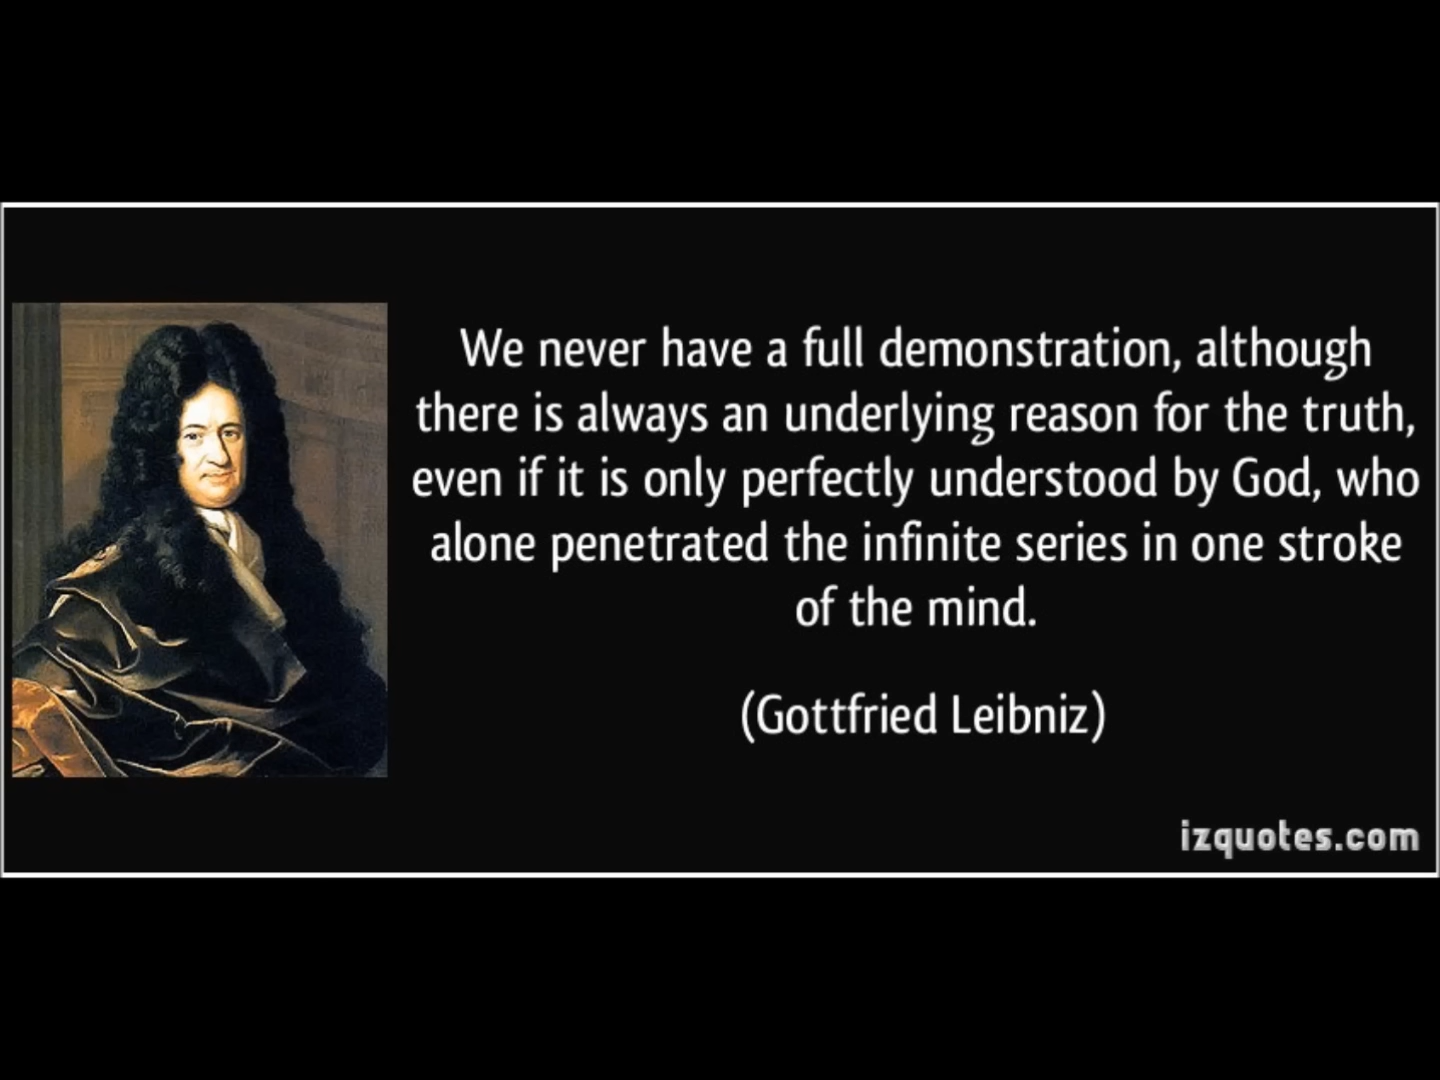 We never have a full demonstration, although
there is always an underlying reason for the truth,
even if it is only perfectly understood by God, who
alone penetrated the infinite series in one stroke
of the mind.
(Gottfried Leibniz)
izquotes.com